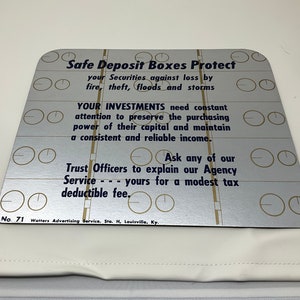 Safe Deposit Boxes Protect
your Securities against loss by
fire, theft, floods and storms
YOUR INVESTMENTS need constant
attention to preserve the purchasing
power of their capital and maintain
a consistent and reliable income.
Ask any of our
Trust Officers to explain our Agency
Service --- yours for a modest tax
deductible fee.
No. 71 Watters Advertising Service, Sta. N, Louisville, Ky.